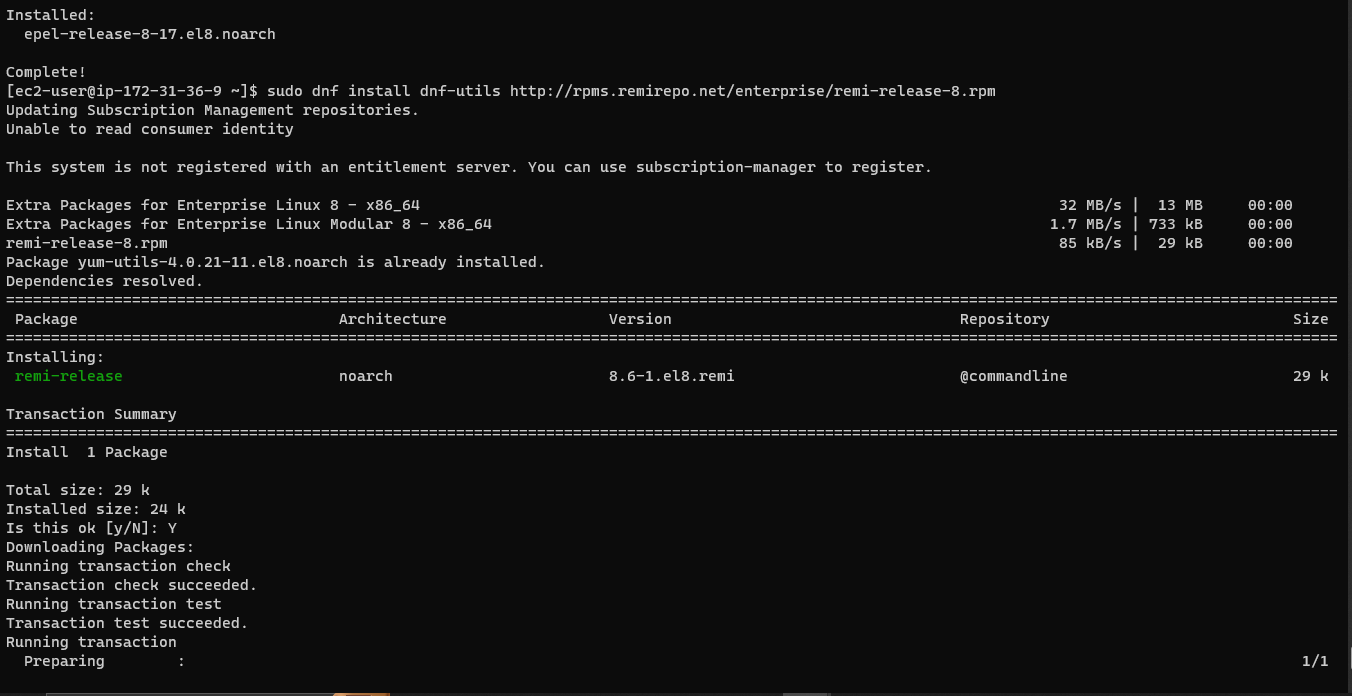 Installed:
  epel-release-8-17.el8.noarch
Complete!
[ec2-user@ip-172-31-36-9 ~]$ sudo dnf install dnf-utils http://rpms.remirepo.net/enterprise/remi-release-8.rpm
Updating Subscription Management repositories.
Unable to read consumer identity
This system is not registered with an entitlement server. You can use subscription-manager to register.
Extra Packages for Enterprise Linux 8 - x86_64 32 MB/s | 13 MB 00:00
Extra Packages for Enterprise Linux Modular 8 - x86_64 1.7 MB/s | 733 kB 00:00
remi-release-8.rpm 85 kB/s | 29 kB 00:00
Package yum-utils-4.0.21-11.el8.noarch is already installed.
Dependencies resolved.
====================================================================================================================================================
 Package Architecture Version Repository Size
====================================================================================================================================================
Installing:
 remi-release noarch 8.6-1.el8.remi @commandline 29 k
Transaction Summary
====================================================================================================================================================
Install  1 Package
Total size: 29 k
Installed size: 24 k
Is this ok [y/N]: Y
Downloading Packages:
Running transaction check
Transaction check succeeded.
Running transaction test
Transaction test succeeded.
Running transaction
  Preparing        : 1/1